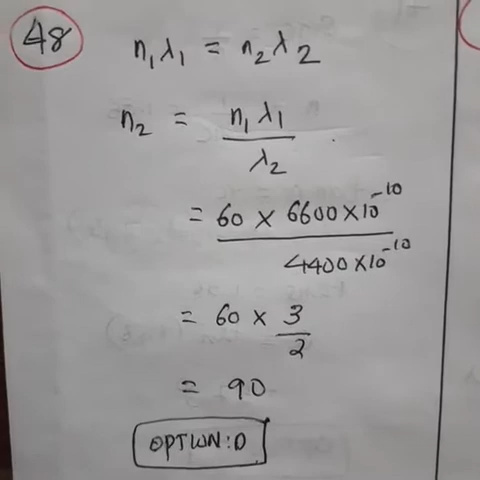 48
n₁λ₁ = n₂λ2
n₂ = n₁λ₁ / λ₂
= 60 × 6600×10⁻¹⁰ / 4400×10⁻¹⁰
= 60 × 3/2
= 90
OPTION:D